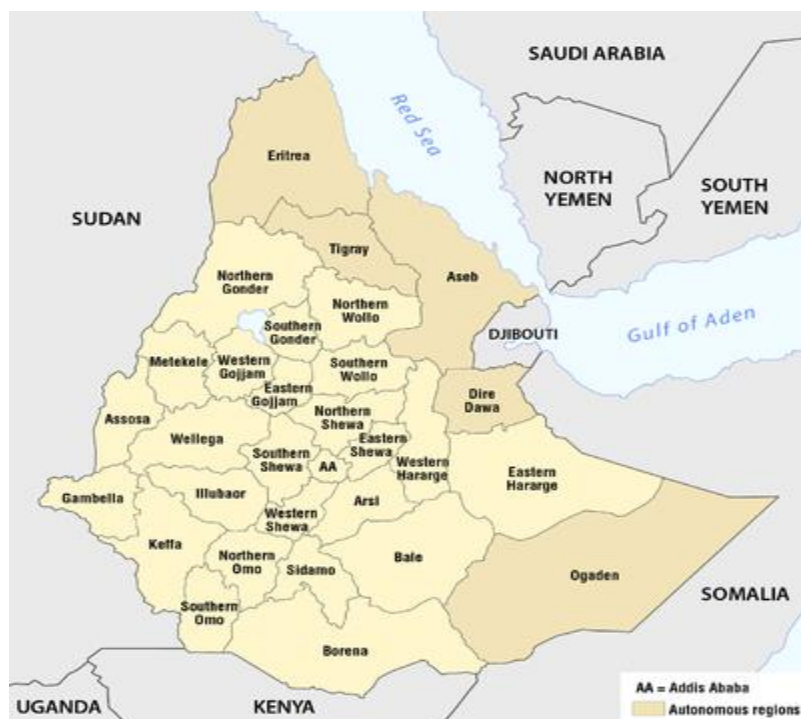 SAUDI ARABIA
Red Sea
Eritrea
NORTH
YEMEN
SOUTH
YEMEN
SUDAN
Tigray
Northern
Gonder
Aseb
Northern
Wollo
Southern
Gonder
DJIBOUTI
Gulf of Aden
Metekele
Western
Gojjam
Southern
Wollo
Eastern
Gojjam
Dire
Dawa
Assosa
Northern
Shewa
Wellega
Eastern
Shewa
Southern
Shewa
AA
Western
Hararge
Eastern
Hararge
Gambella
Illubaor
Arsi
Western
Shewa
Keffa
Northern
Omo
Sidamo
Bale
Ogaden
SOMALIA
Southern
Omo
Borena
AA = Addis Ababa
Autonomous regions
UGANDA
KENYA